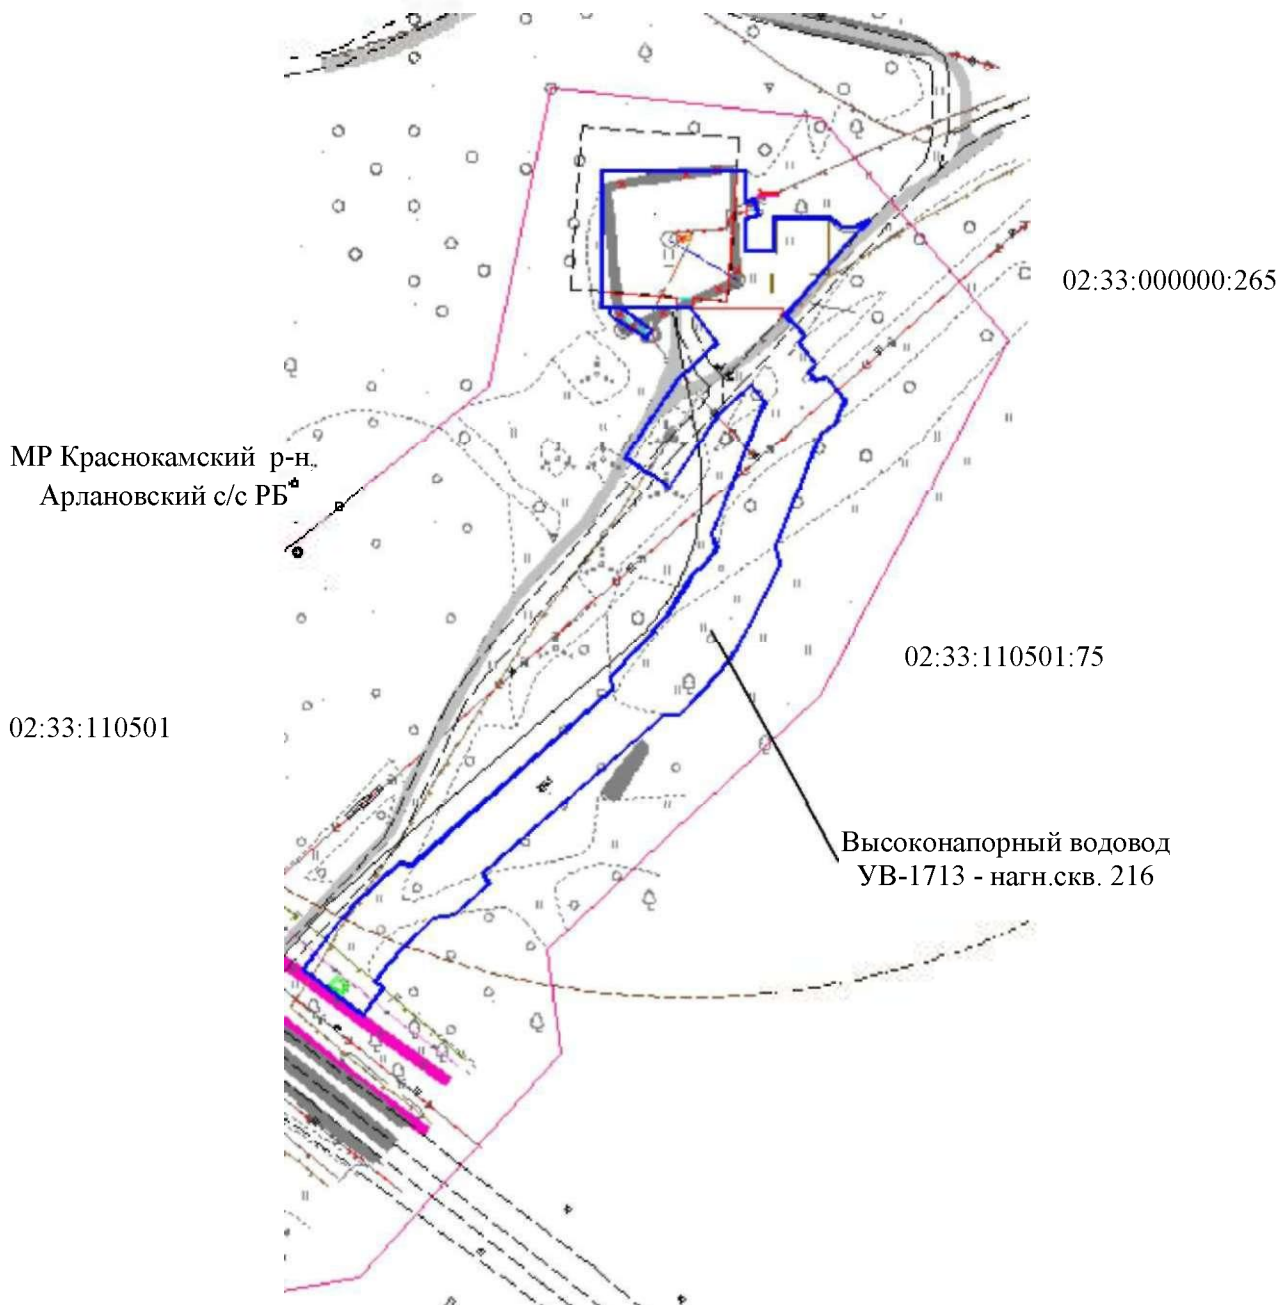 02:33:000000:265
МР Краснокамский р-н.
Арлановский с/с РБ
02:33:110501:75
02:33:110501
Высоконапорный водовод
УВ-1713 - нагн.скв. 216